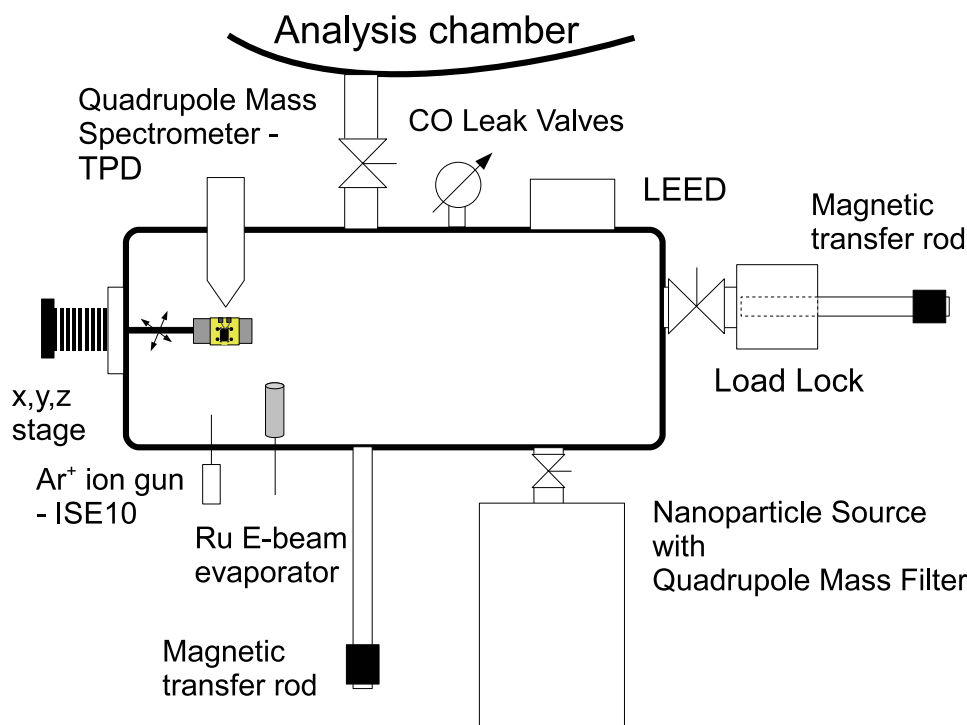 Analysis chamber
Quadrupole Mass
Spectrometer -
TPD
CO Leak Valves
LEED
Magnetic
transfer rod
Load Lock
x,y,z
stage
Ar⁺ ion gun
- ISE10
Ru E-beam
evaporator
Magnetic
transfer rod
Nanoparticle Source
with
Quadrupole Mass Filter